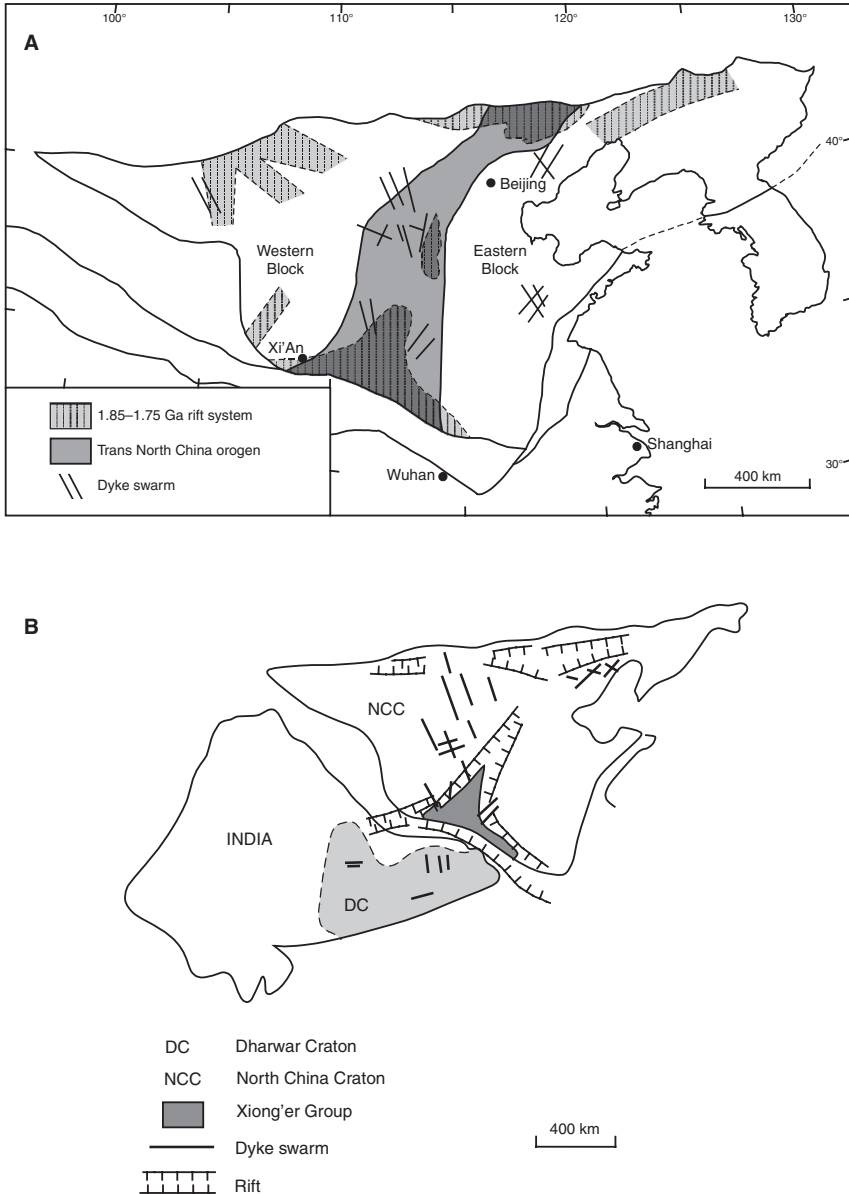 100° 110° 120° 130°
A
40°
Beijing
Western
Block
Eastern
Block
Xi'An
1.85–1.75 Ga rift system
Trans North China orogen
Dyke swarm
Shanghai
Wuhan
30°
400 km
B
NCC
INDIA
DC
DC Dharwar Craton
NCC North China Craton
Xiong'er Group
400 km
Dyke swarm
Rift